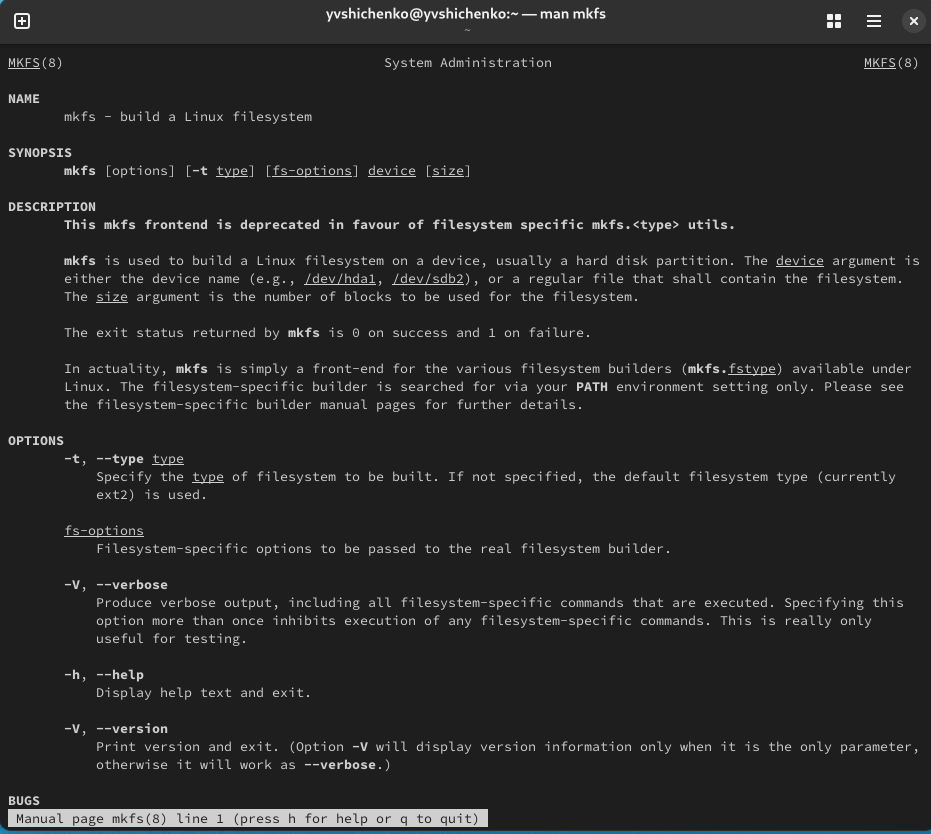 yvshichenko@yvshichenko:~ — man mkfs
~
MKFS(8) System Administration MKFS(8)
NAME
mkfs - build a Linux filesystem
SYNOPSIS
mkfs [options] [-t type] [fs-options] device [size]
DESCRIPTION
This mkfs frontend is deprecated in favour of filesystem specific mkfs.<type> utils.
mkfs is used to build a Linux filesystem on a device, usually a hard disk partition. The device argument is
either the device name (e.g., /dev/hda1, /dev/sdb2), or a regular file that shall contain the filesystem.
The size argument is the number of blocks to be used for the filesystem.
The exit status returned by mkfs is 0 on success and 1 on failure.
In actuality, mkfs is simply a front-end for the various filesystem builders (mkfs.fstype) available under
Linux. The filesystem-specific builder is searched for via your PATH environment setting only. Please see
the filesystem-specific builder manual pages for further details.
OPTIONS
-t, --type type
Specify the type of filesystem to be built. If not specified, the default filesystem type (currently
ext2) is used.
fs-options
Filesystem-specific options to be passed to the real filesystem builder.
-V, --verbose
Produce verbose output, including all filesystem-specific commands that are executed. Specifying this
option more than once inhibits execution of any filesystem-specific commands. This is really only
useful for testing.
-h, --help
Display help text and exit.
-V, --version
Print version and exit. (Option -V will display version information only when it is the only parameter,
otherwise it will work as --verbose.)
BUGS
Manual page mkfs(8) line 1 (press h for help or q to quit)